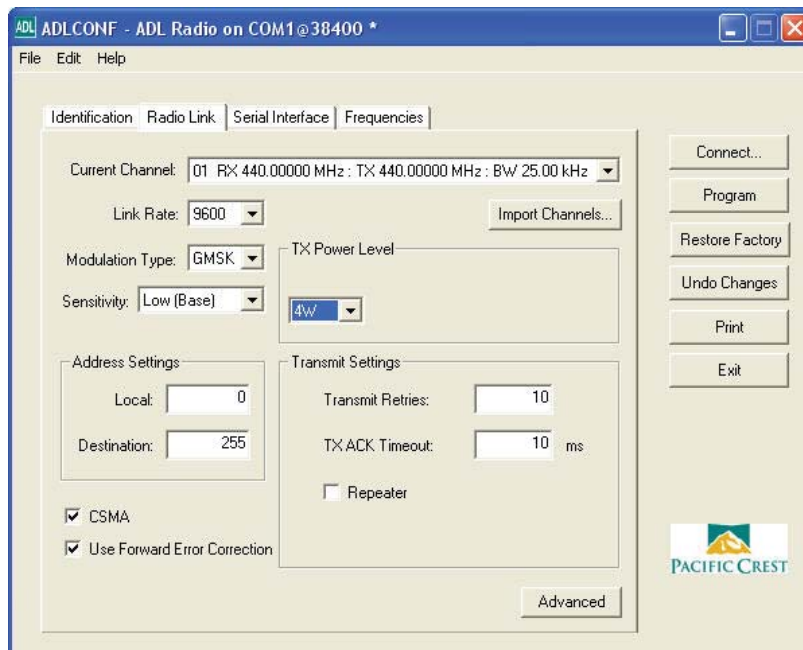 ADL ADLCONF - ADL Radio on COM1@38400 *
File Edit Help
Identification Radio Link Serial Interface Frequencies
Current Channel: 01 RX 440.00000 MHz : TX 440.00000 MHz : BW 25.00 kHz
Link Rate: 9600
Import Channels...
Modulation Type: GMSK
Sensitivity: Low (Base)
TX Power Level
4W
Address Settings
Local: 0
Destination: 255
Transmit Settings
Transmit Retries: 10
TX ACK Timeout: 10 ms
Repeater
CSMA
Use Forward Error Correction
Advanced
Connect...
Program
Restore Factory
Undo Changes
Print
Exit
PACIFIC CREST